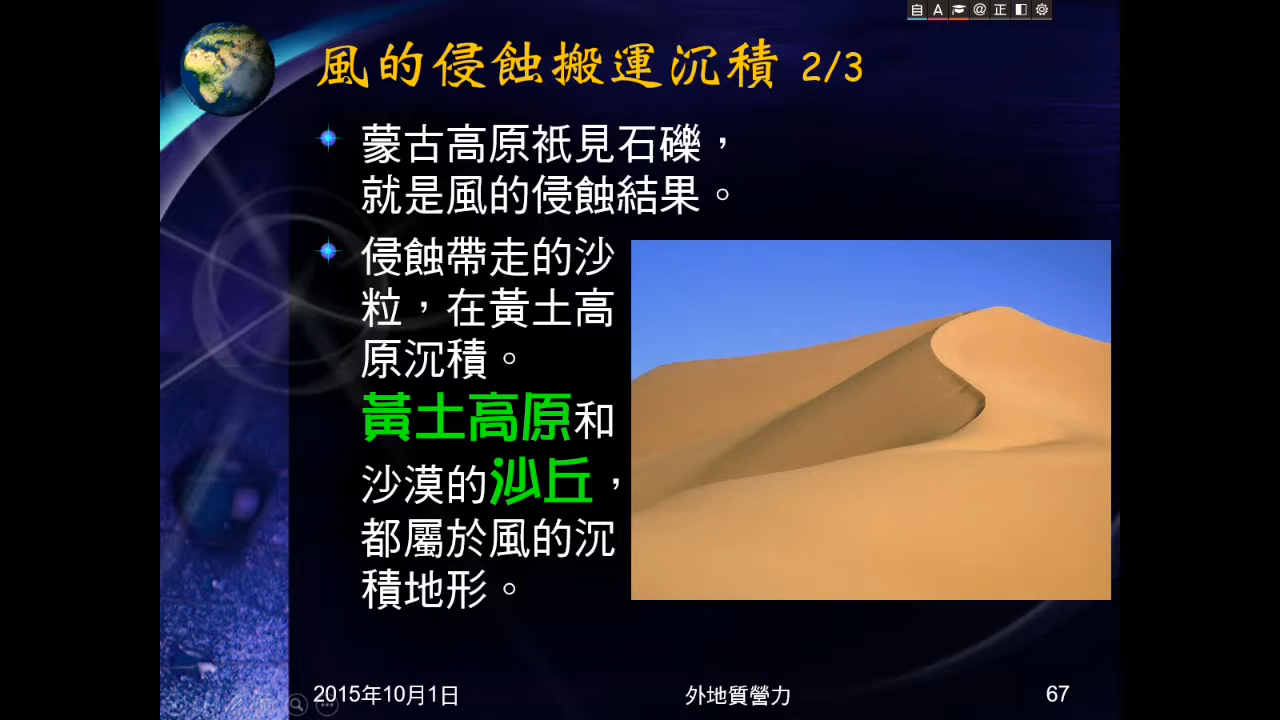 自 A @ 正
風的侵蝕搬運沉積 2/3
蒙古高原衹見石礫，
就是風的侵蝕結果。
侵蝕帶走的沙
粒，在黃土高
原沉積。
黃土高原和
沙漠的沙丘，
都屬於風的沉
積地形。
2015年10月1日
外地質營力
67